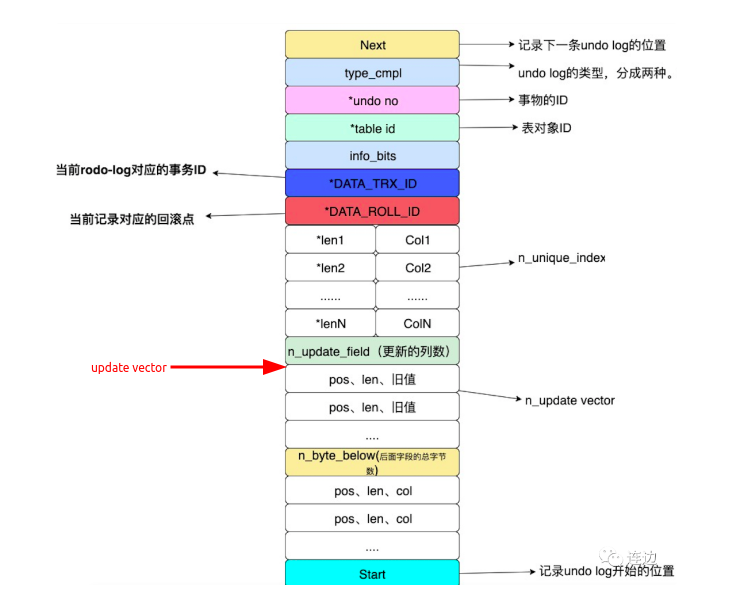 Next
记录下一条undo log的位置
type_cmpl
undo log的类型，分成两种。
*undo no
事物的ID
*table id
表对象ID
info_bits
当前rodo-log对应的事务ID
*DATA_TRX_ID
当前记录对应的回滚点
*DATA_ROLL_ID
*len1 Col1
*len2 Col2
n_unique_index
...... ......
*lenN ColN
n_update_field（更新的列数）
update vector
pos、len、旧值
n_update vector
pos、len、旧值
....
n_byte_below(后面字段的总字节
数)
pos、len、col
pos、len、col
....
连边
Start
记录undo log开始的位置